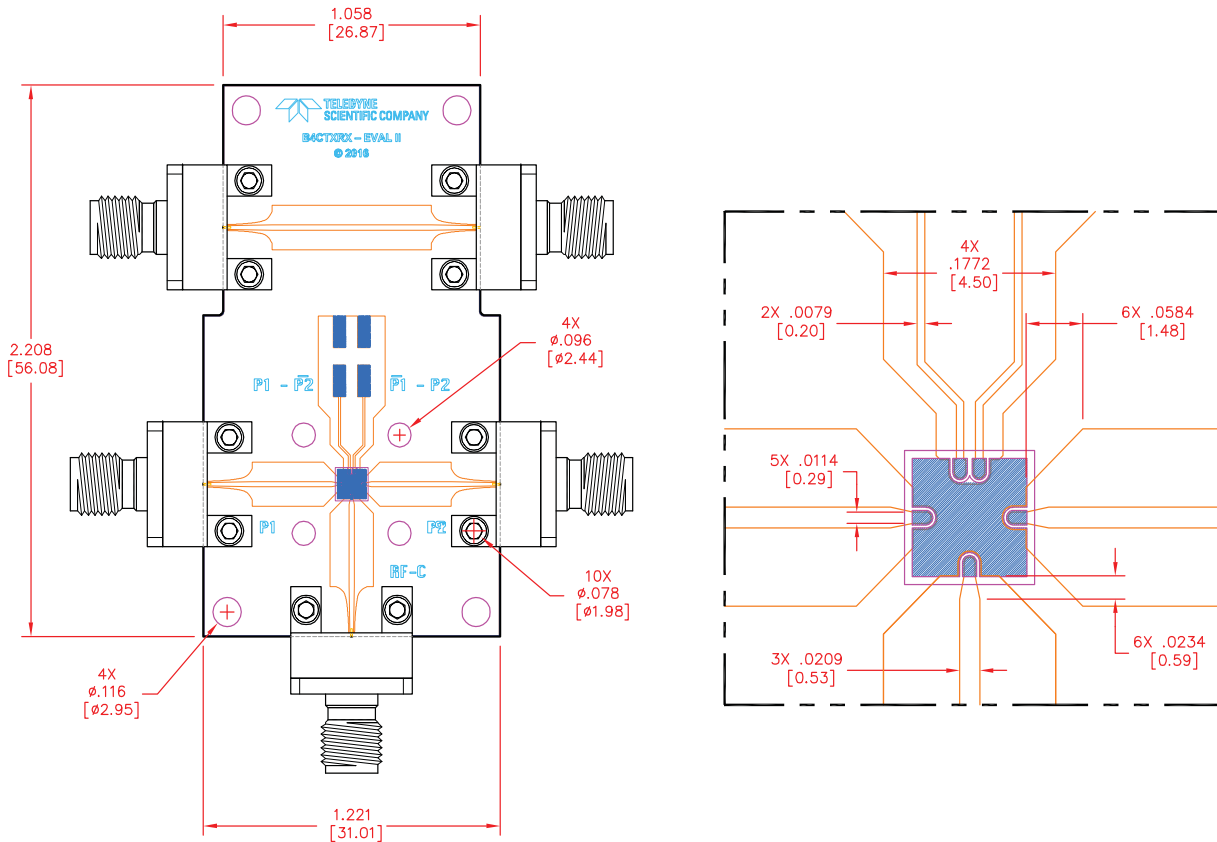 1.058
[26.87]
TELEDYNE
SCIENTIFIC COMPANY
B4CTXRX – EVAL II
© 2016
2.208
[56.08]
4X
ø.096
[ø2.44]
P1 - P̅2
P̅1 - P2
P1
P2
RF-C
10X
ø.078
[ø1.98]
4X
ø.116
[ø2.95]
1.221
[31.01]
4X
.1772
[4.50]
2X .0079
[0.20]
6X .0584
[1.48]
5X .0114
[0.29]
3X .0209
[0.53]
6X .0234
[0.59]